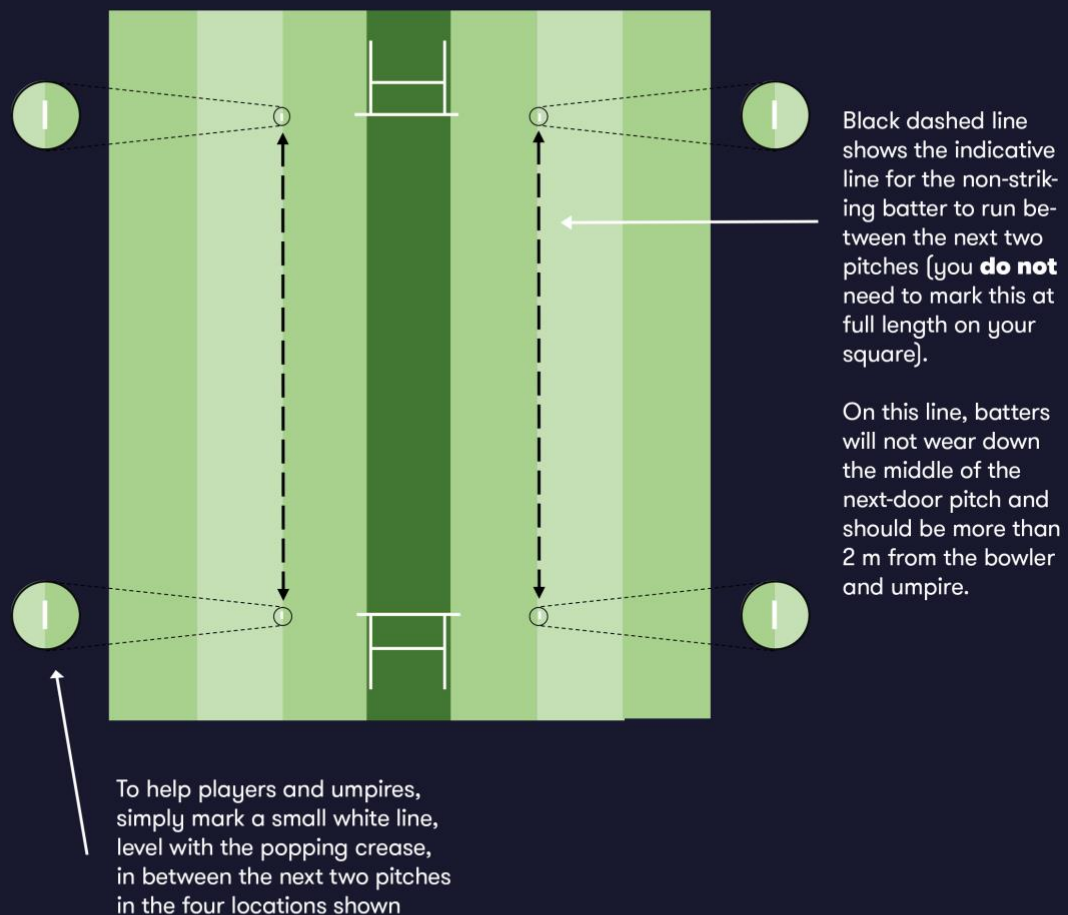 Black dashed line
shows the indicative
line for the non-strik-
ing batter to run be-
tween the next two
pitches (you do not
need to mark this at
full length on your
square).
On this line, batters
will not wear down
the middle of the
next-door pitch and
should be more than
2 m from the bowler
and umpire.
To help players and umpires,
simply mark a small white line,
level with the popping crease,
in between the next two pitches
in the four locations shown